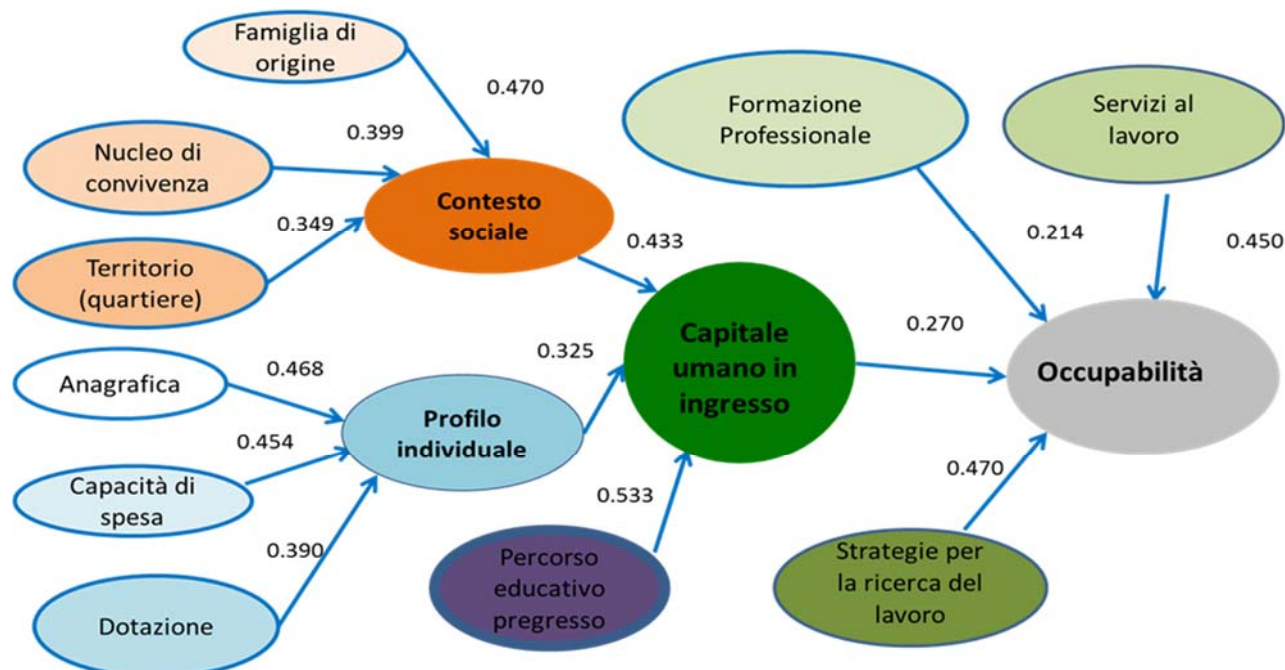 Famiglia di
origine
0.470
Formazione
Professionale
Servizi al
lavoro
0.399
Nucleo di
convivenza
Contesto
sociale
0.349
0.433
0.214
0.450
Territorio
(quartiere)
Capitale
umano in
ingresso
0.270
0.325
Anagrafica
0.468
Occupabilità
Profilo
individuale
0.454
Capacità di
spesa
0.470
0.533
0.390
Percorso
educativo
pregresso
Strategie per
la ricerca del
lavoro
Dotazione